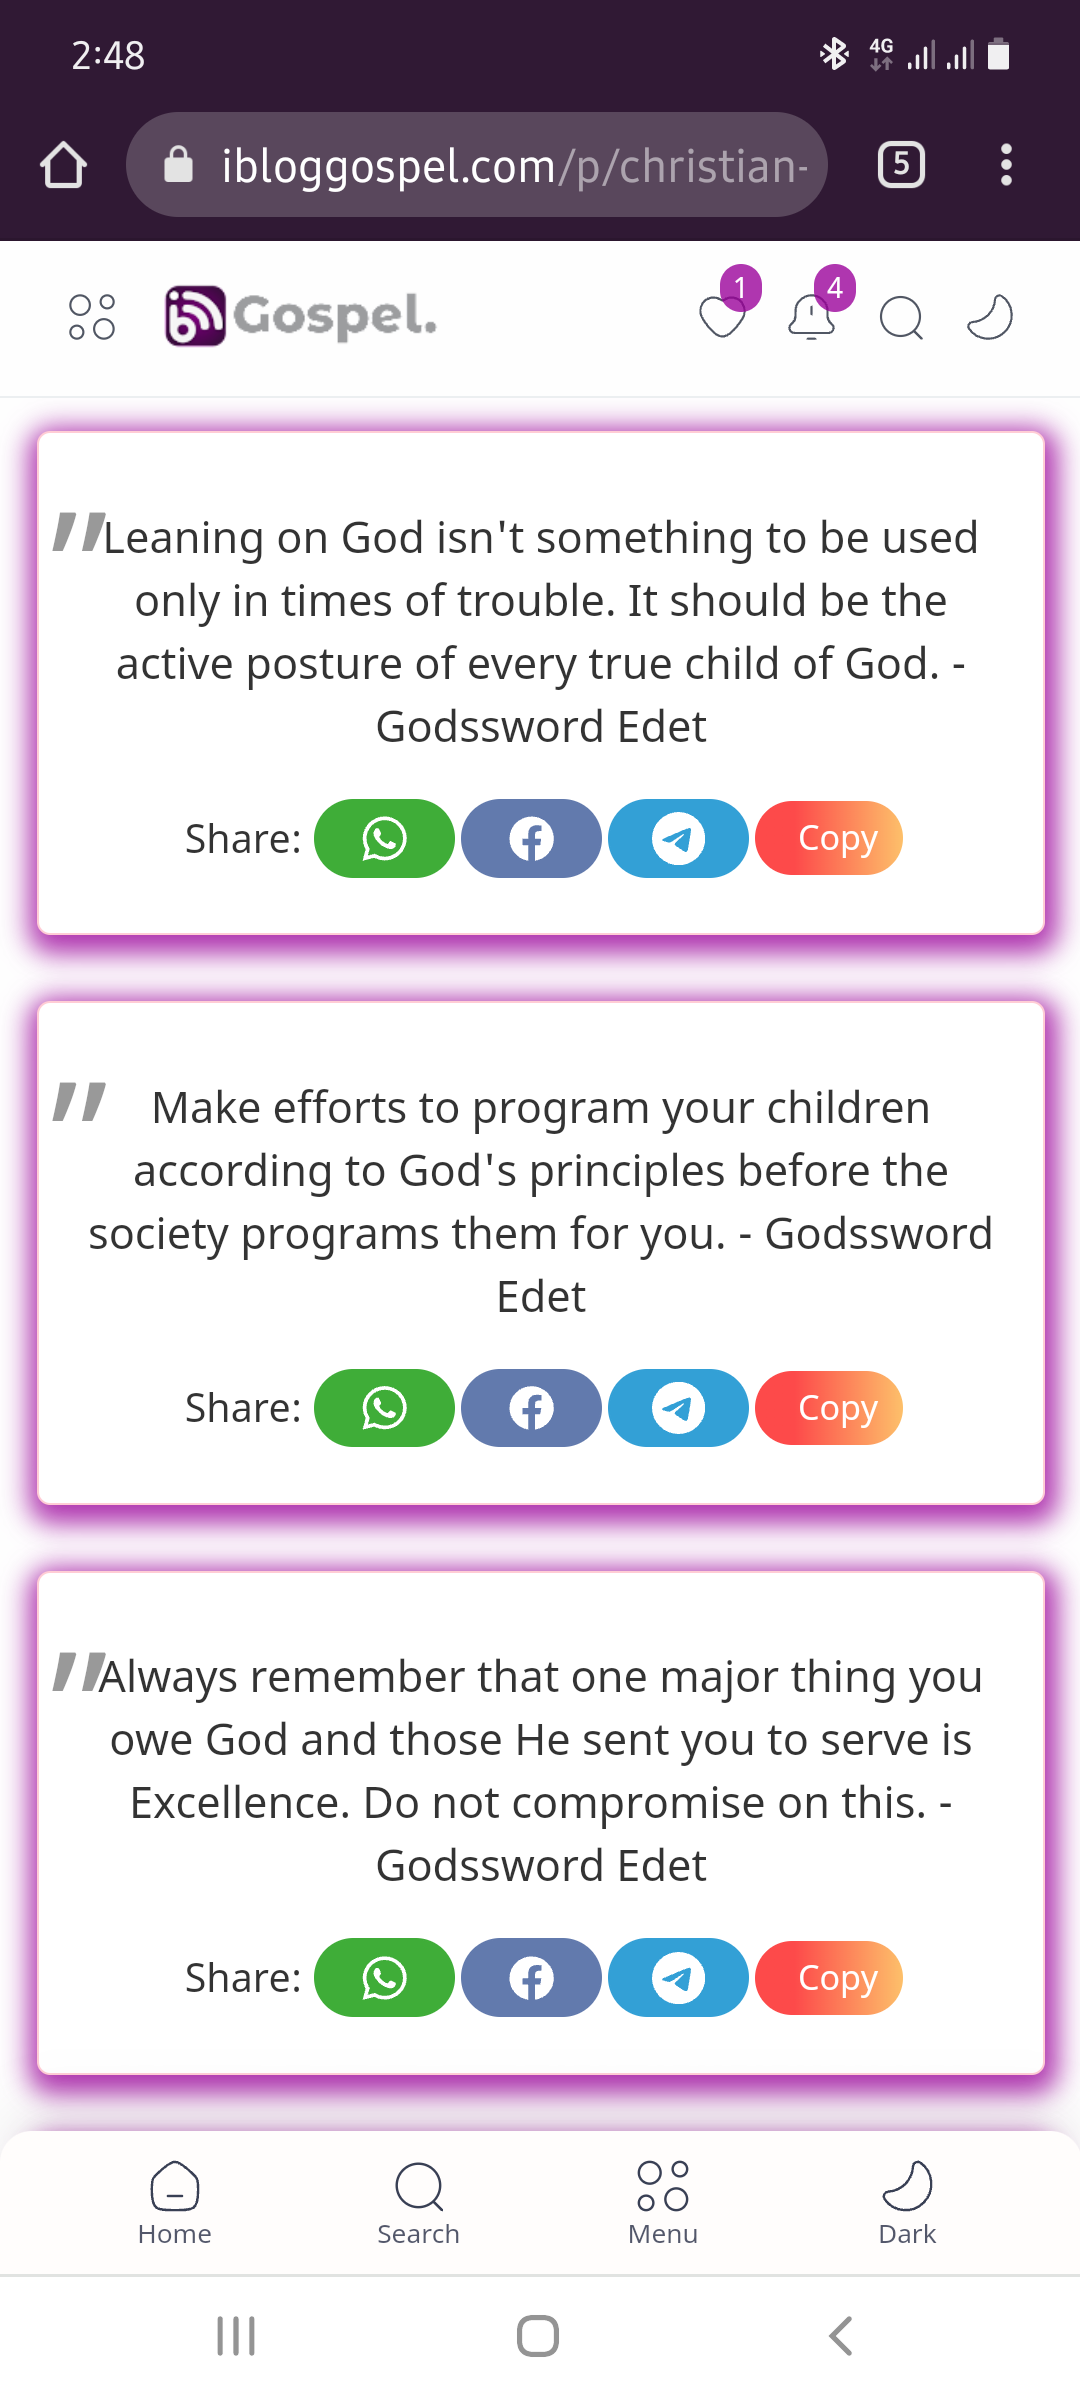 2:48
4G
ibloggospel.com/p/christian-
5
Gospel.
1
4
"Leaning on God isn't something to be used
only in times of trouble. It should be the
active posture of every true child of God. -
Godssword Edet
Share:
Copy
" Make efforts to program your children
according to God's principles before the
society programs them for you. - Godssword
Edet
Share:
Copy
"Always remember that one major thing you
owe God and those He sent you to serve is
Excellence. Do not compromise on this. -
Godssword Edet
Share:
Copy
Home
Search
Menu
Dark